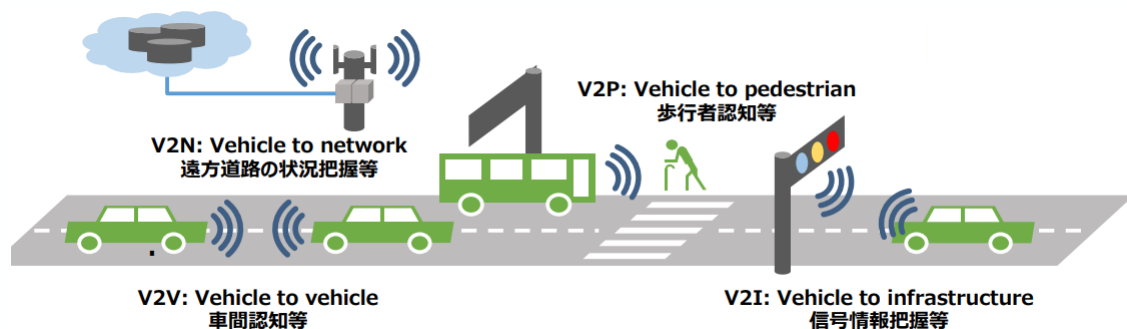 V2P: Vehicle to pedestrian
歩行者認知等
V2N: Vehicle to network
遠方道路の状況把握等
V2V: Vehicle to vehicle
車間認知等
V2I: Vehicle to infrastructure
信号情報把握等